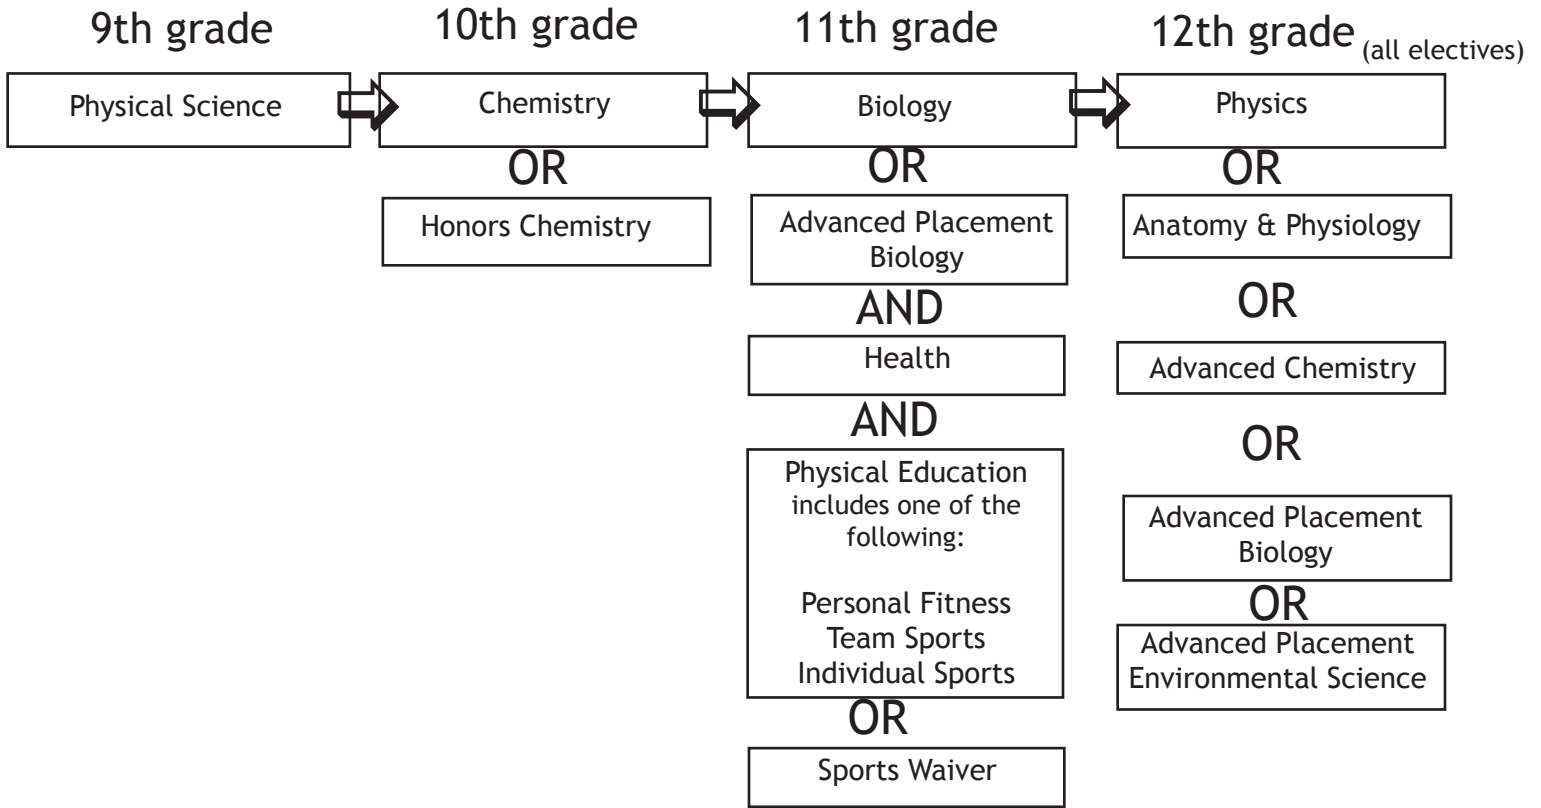 9th grade
10th grade
11th grade
12th grade (all electives)
Physical Science
Chemistry
Biology
Physics
OR
OR
OR
Honors Chemistry
Advanced Placement
Biology
Anatomy & Physiology
AND
OR
Health
Advanced Chemistry
AND
OR
Physical Education
includes one of the
following:
Personal Fitness
Team Sports
Individual Sports
Advanced Placement
Biology
OR
Advanced Placement
Environmental Science
OR
Sports Waiver